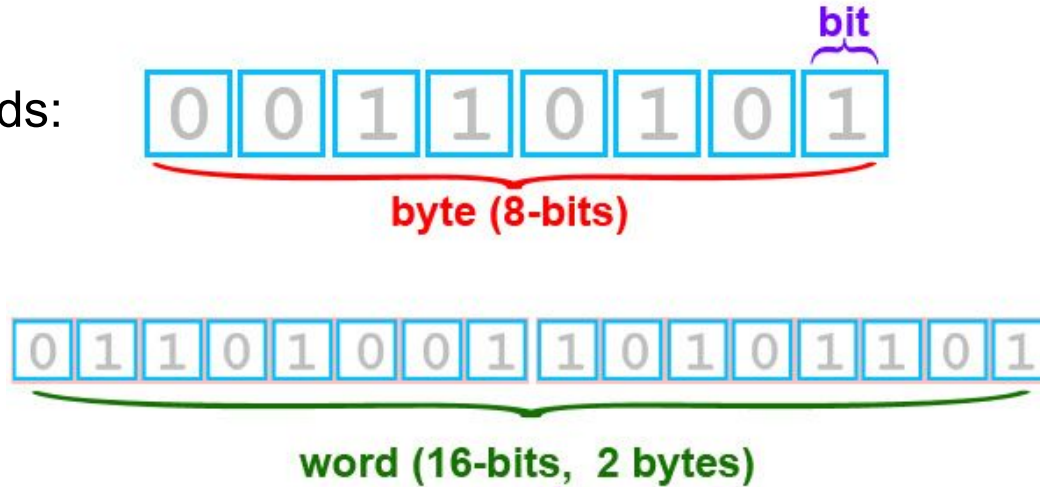 bit
ds: 0 0 1 1 0 1 0 1
byte (8-bits)
0 1 1 0 1 0 0 1 1 0 1 0 1 1 0 1
word (16-bits, 2 bytes)